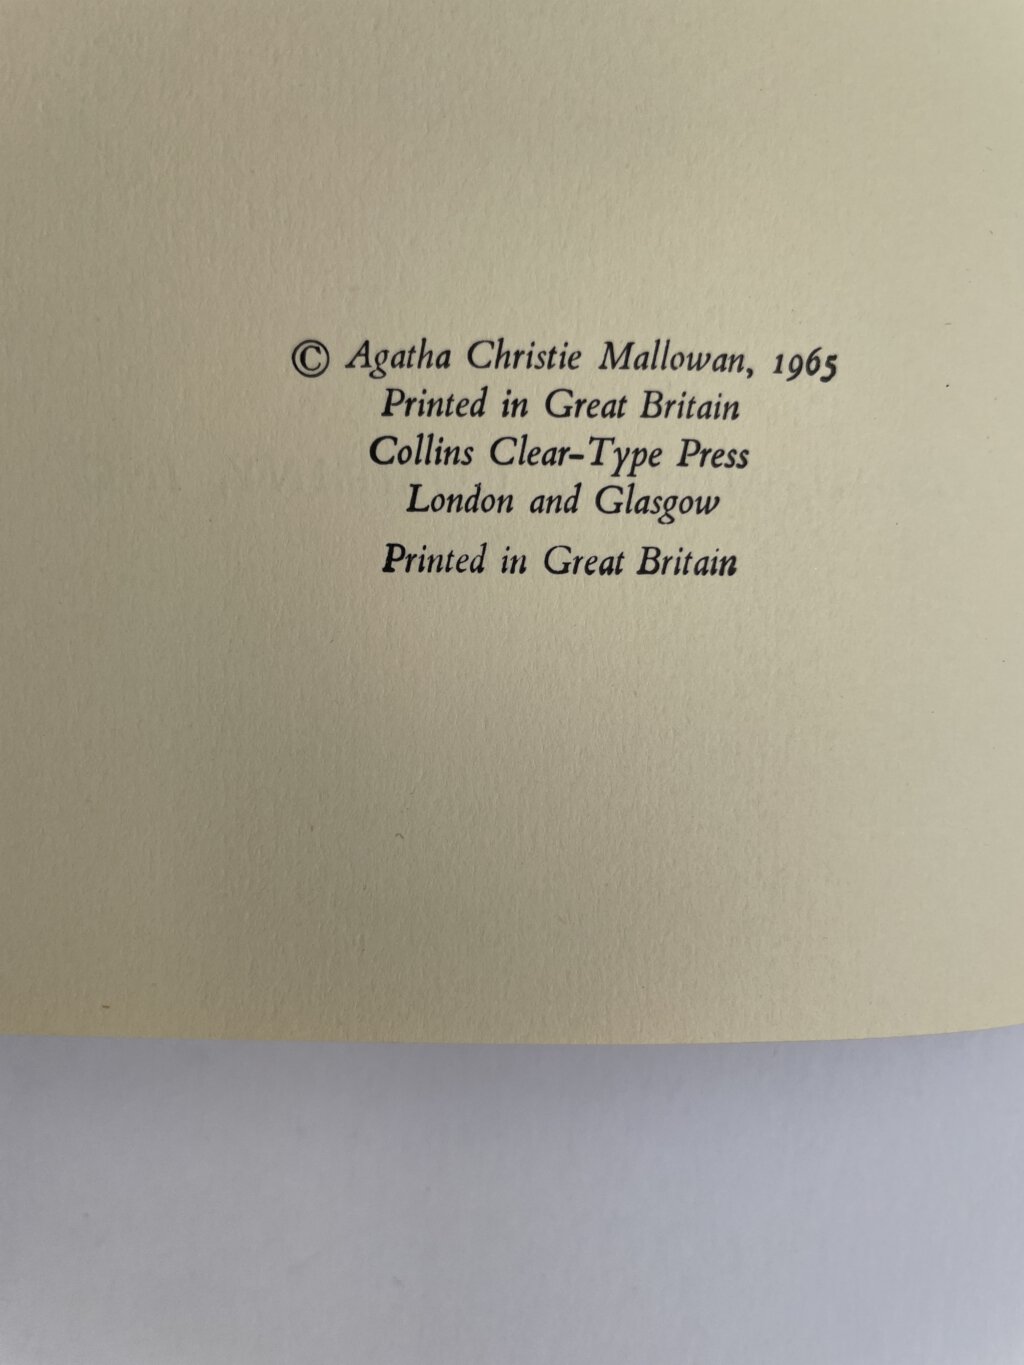 © Agatha Christie Mallowan, 1965
Printed in Great Britain
Collins Clear-Type Press
London and Glasgow
Printed in Great Britain